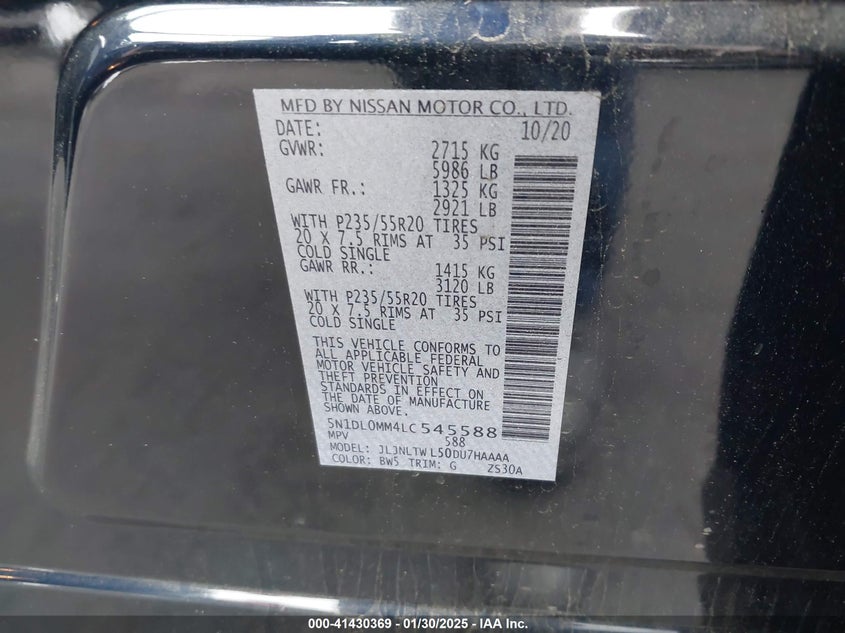 MFD BY NISSAN MOTOR CO., LTD.
DATE: 10/20
GVWR: 2715 KG
5986 LB
GAWR FR.: 1325 KG
2921 LB
WITH P235/55R20 TIRES
20 X 7.5 RIMS AT 35 PSI
COLD SINGLE
GAWR RR.: 1415 KG
3120 LB
WITH P235/55R20 TIRES
20 X 7.5 RIMS AT 35 PSI
COLD SINGLE
THIS VEHICLE CONFORMS TO
ALL APPLICABLE FEDERAL
MOTOR VEHICLE SAFETY AND
THEFT PREVENTION
STANDARDS IN EFFECT ON
THE DATE OF MANUFACTURE
SHOWN ABOVE.
5N1DL0MM4LC545588
MPV 588
MODEL: JL3NLTW L50DU7HAAAA
COLOR: BW5 TRIM: G ZS30A
000-41430369 - 01/30/2025 - IAA Inc.